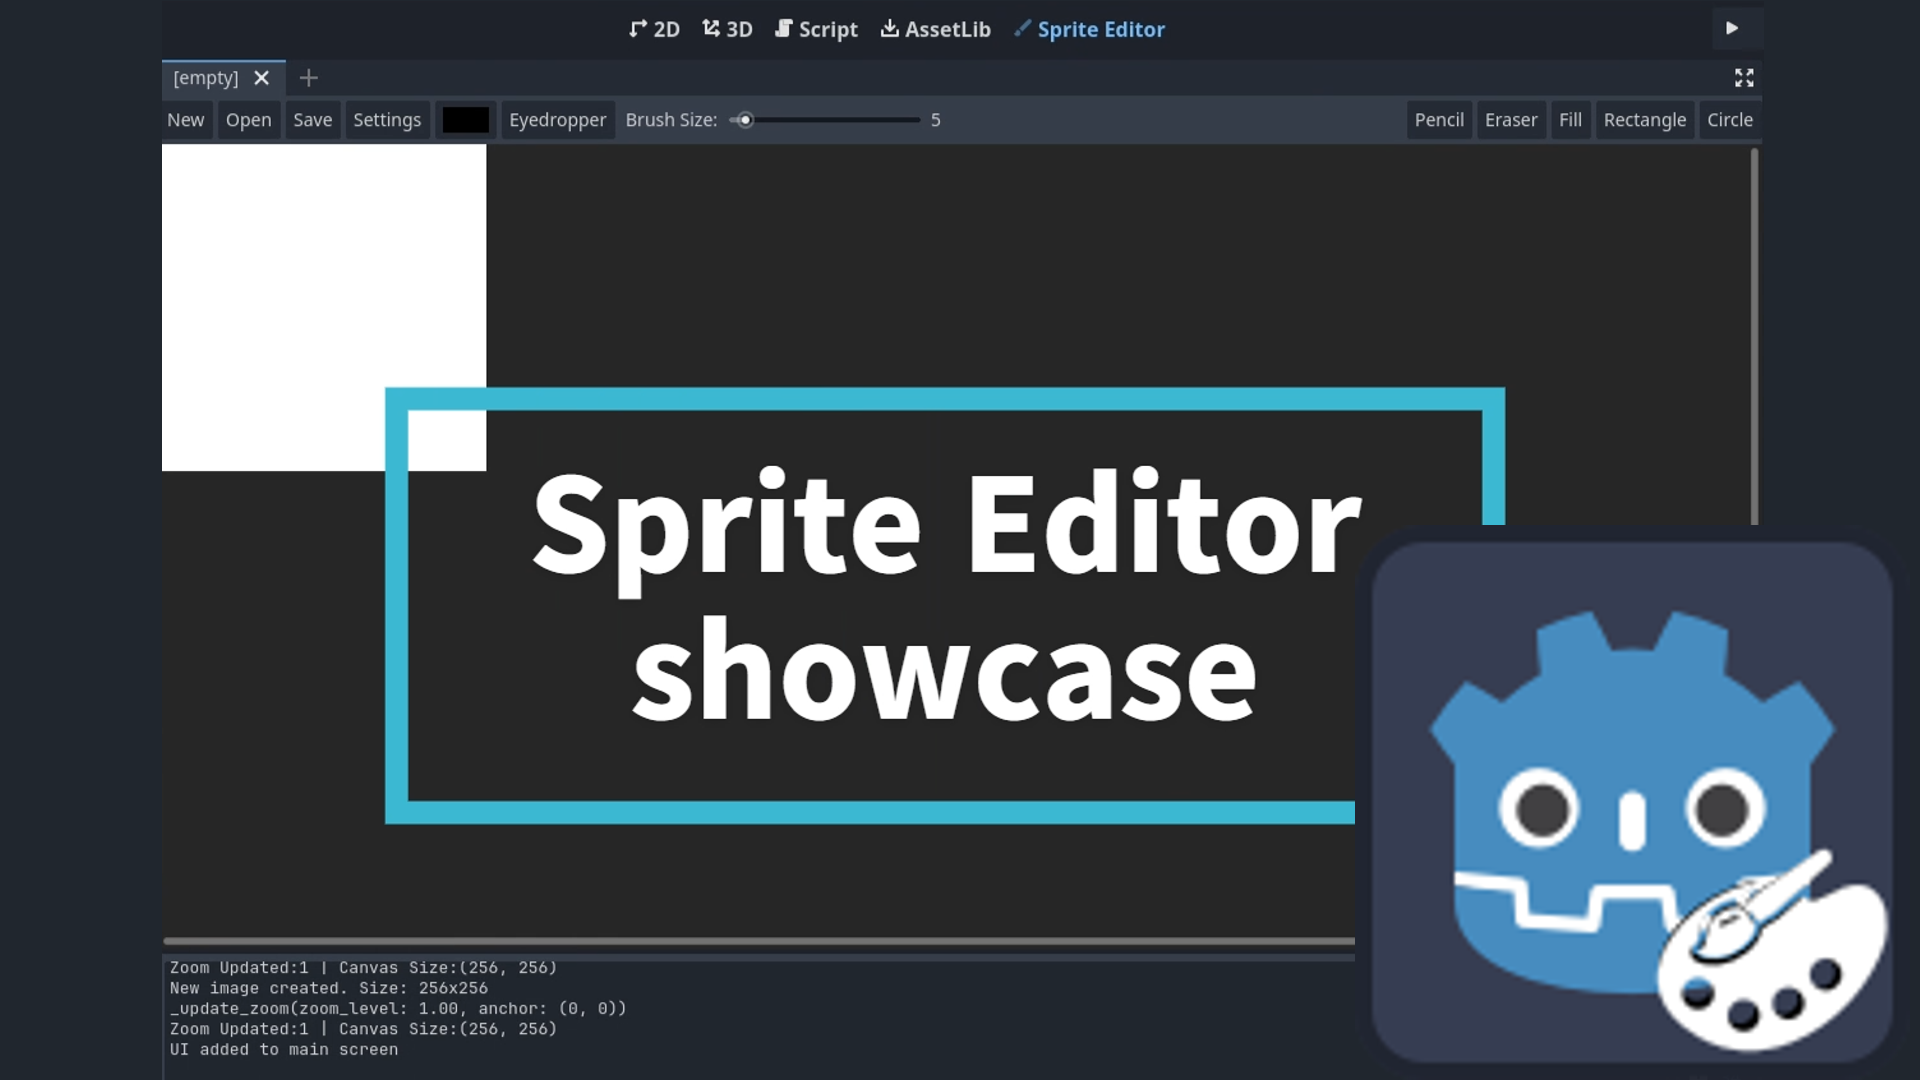 2D 3D Script AssetLib Sprite Editor
[empty]
New Open Save Settings Eyedropper Brush Size: 5 Pencil Eraser Fill Rectangle Circle
Sprite Editor
showcase
Zoom Updated:1 | Canvas Size:(256, 256)
New image created. Size: 256x256
_update_zoom(zoom_level: 1.00, anchor: (0, 0))
Zoom Updated:1 | Canvas Size:(256, 256)
UI added to main screen